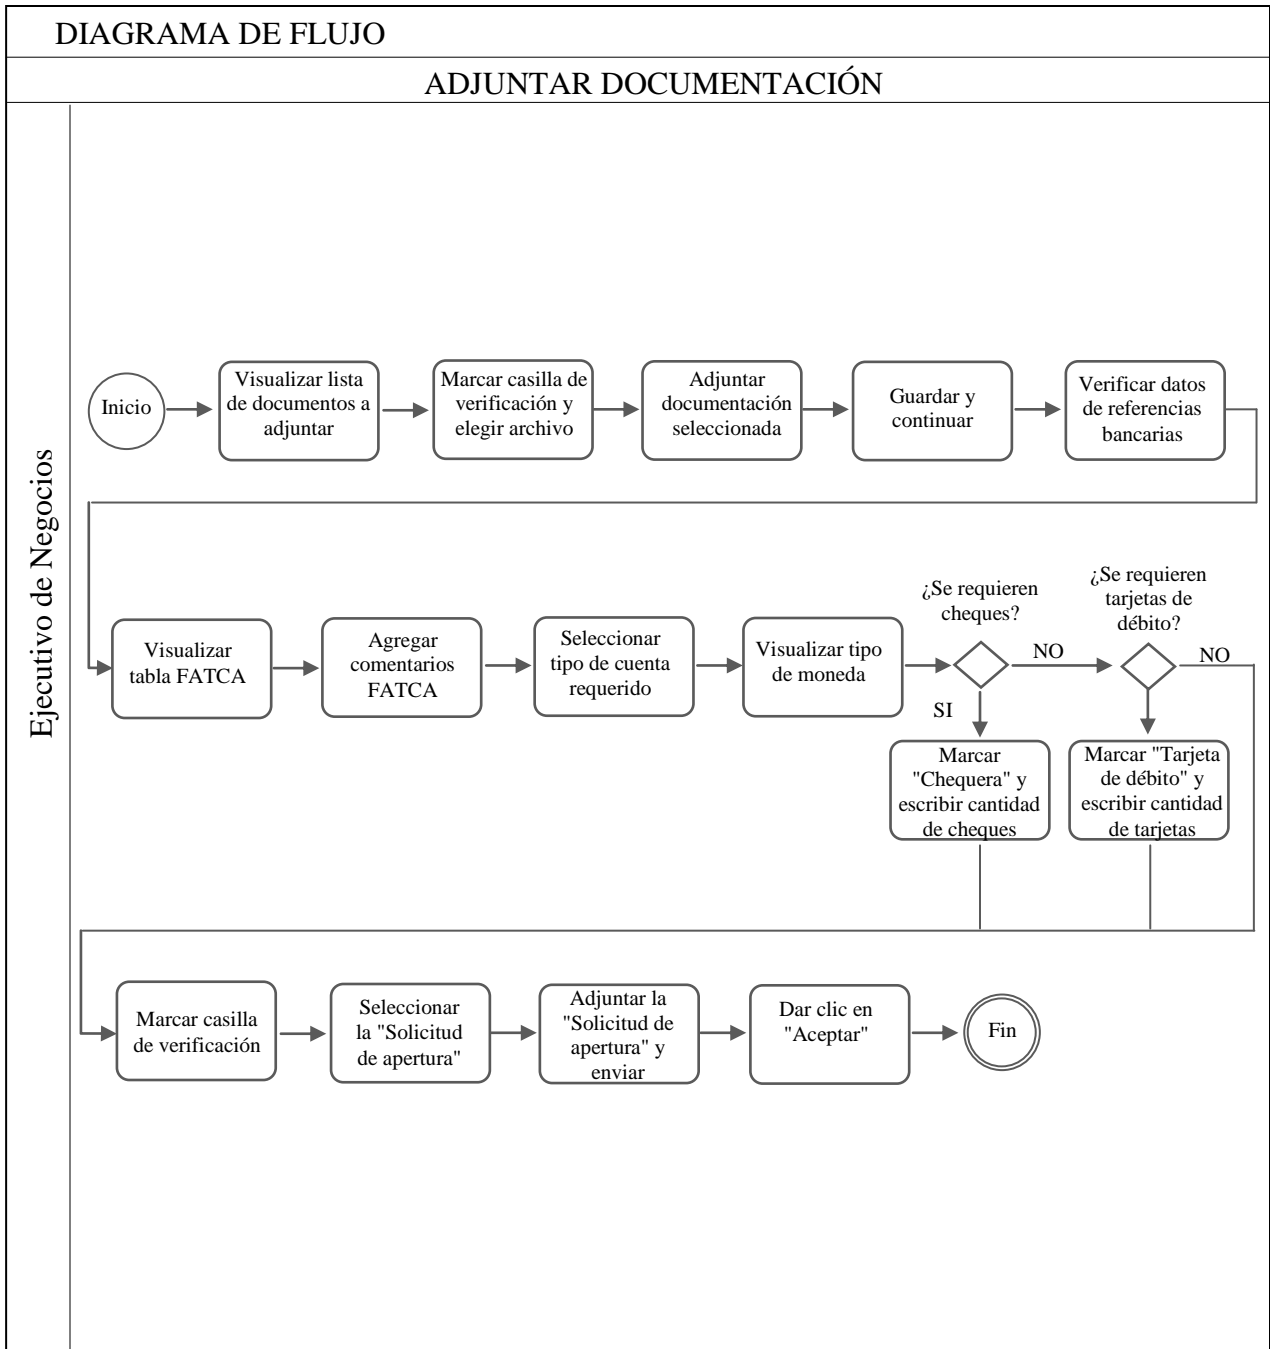 DIAGRAMA DE FLUJO
ADJUNTAR DOCUMENTACIÓN
Ejecutivo de Negocios
Inicio
Visualizar lista
de documentos a
adjuntar
Marcar casilla de
verificación y
elegir archivo
Adjuntar
documentación
seleccionada
Guardar y
continuar
Verificar datos
de referencias
bancarias
Visualizar
tabla FATCA
Agregar
comentarios
FATCA
Seleccionar
tipo de cuenta
requerido
Visualizar tipo
de moneda
¿Se requieren
cheques?
NO
SI
¿Se requieren
tarjetas de
débito?
NO
Marcar
"Chequera" y
escribir cantidad
de cheques
Marcar "Tarjeta
de débito" y
escribir cantidad
de tarjetas
Marcar casilla
de verificación
Seleccionar
la "Solicitud
de apertura"
Adjuntar la
"Solicitud de
apertura" y
enviar
Dar clic en
"Aceptar"
Fin